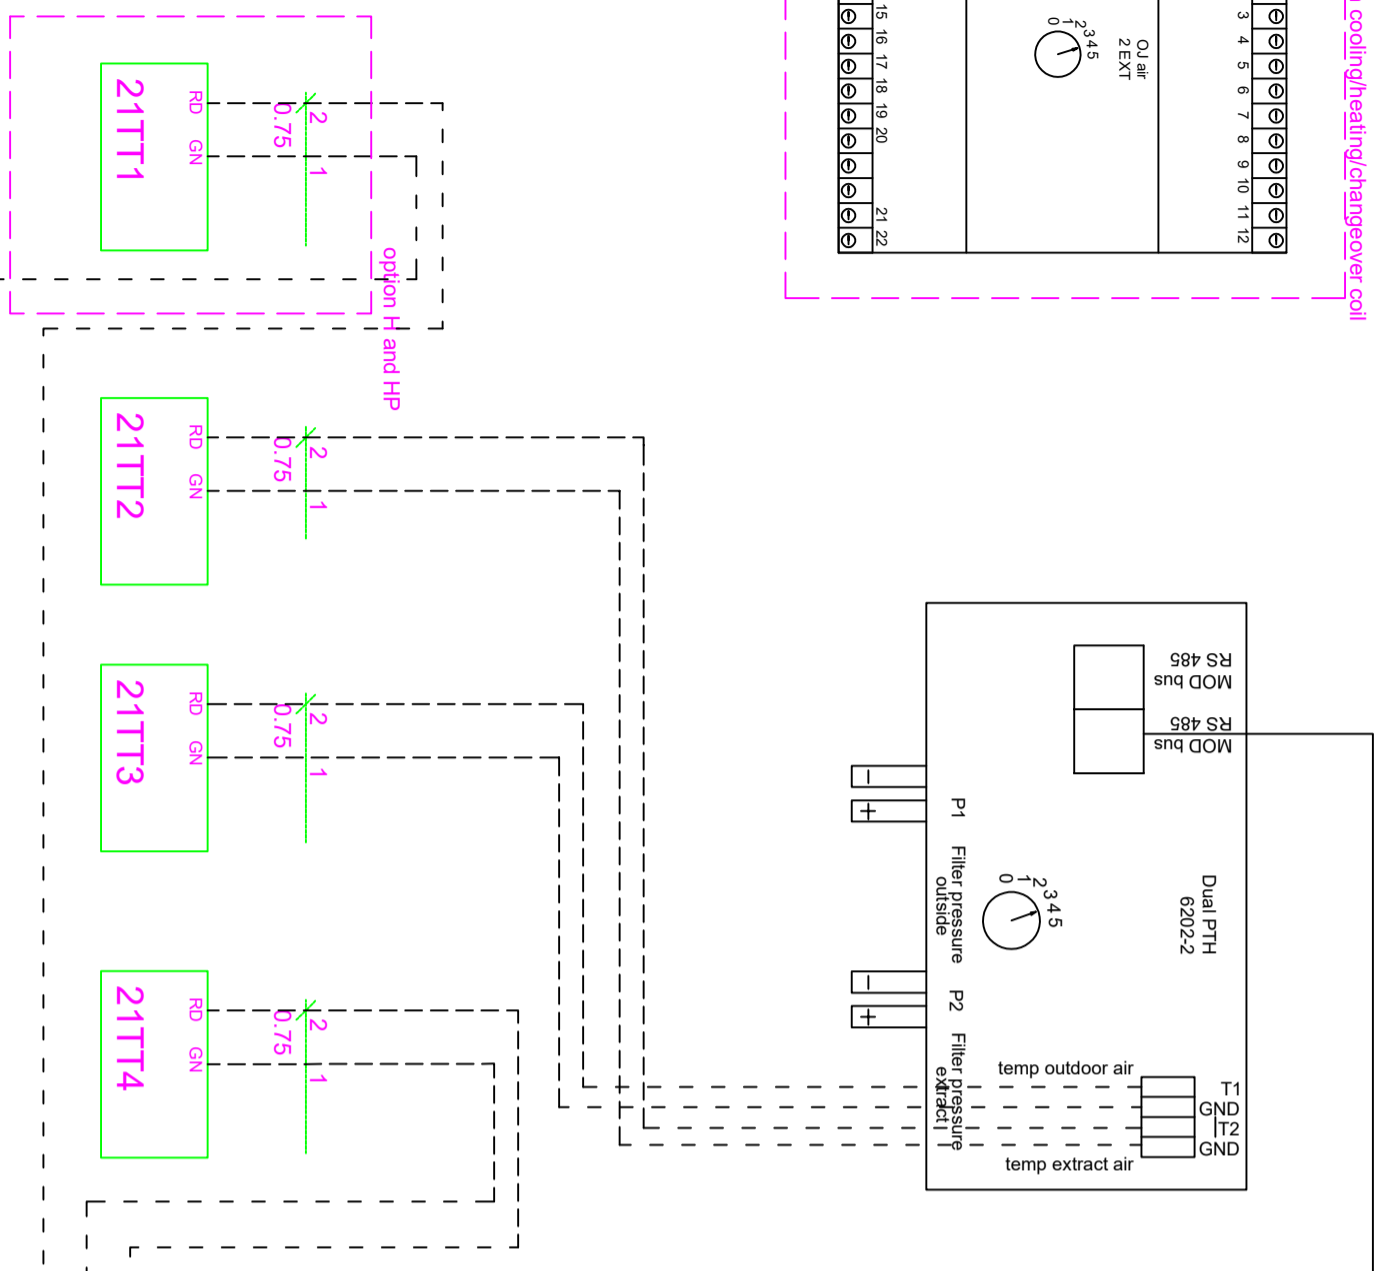 15
16
17
18
19
20
21
22
0
1
2
3
4
5
OJ air
2 EXT
3
4
5
6
7
8
9
10
11
12
cooling/heating/changeover coil
21TT1
RD
GN
0.75
2
1
option H and HP
21TT2
RD
GN
0.75
2
1
21TT3
RD
GN
0.75
2
1
21TT4
RD
GN
0.75
2
1
RS 485
MOD bus
RS 485
MOD bus
−
+
P1
Filter pressure
outside
0
1
2
3
4
5
Dual PTH
6202-2
−
+
P2
Filter pressure
extract
temp outdoor air
T1
GND
T2
GND
temp extract air